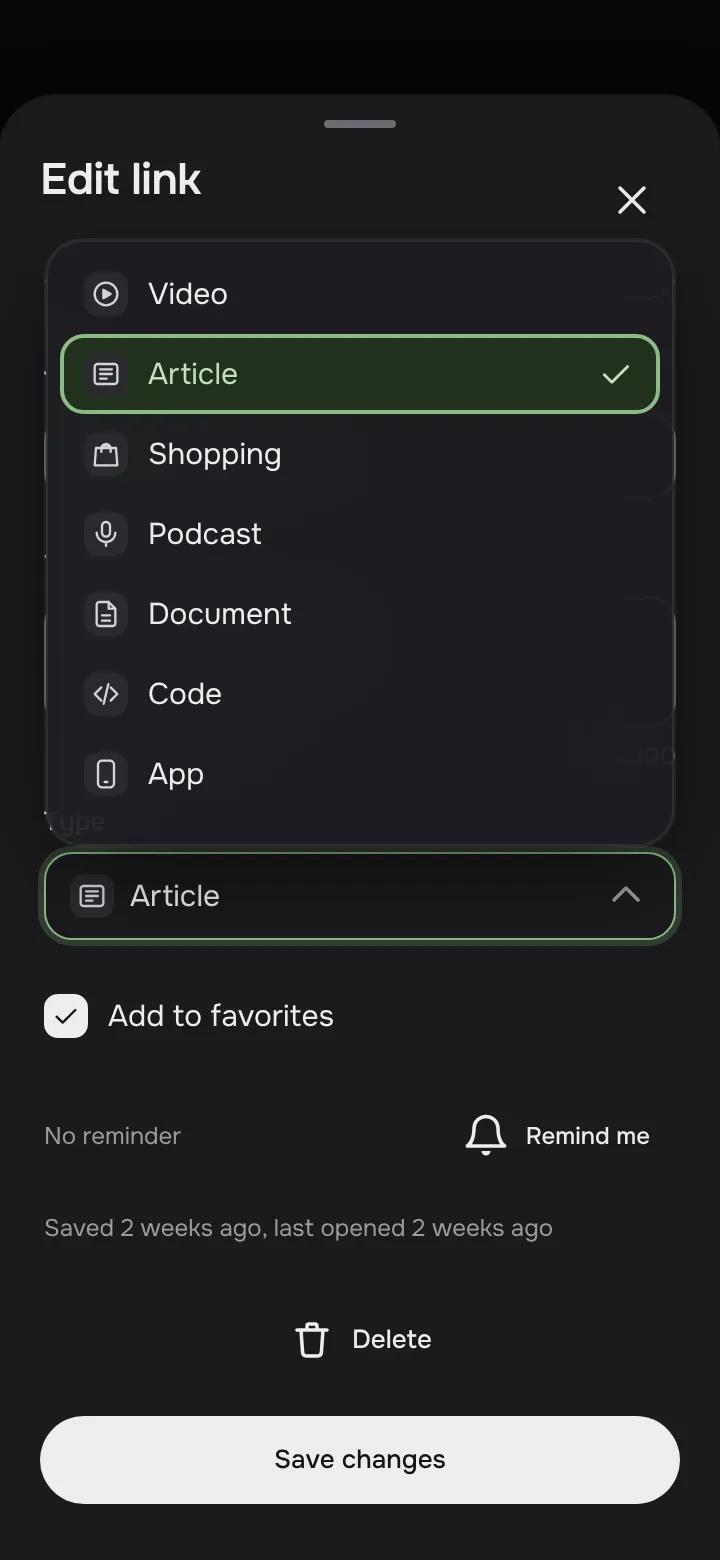 Edit link
Video
Article
Shopping
Podcast
Document
Code
App
Type
Article
Add to favorites
No reminder
Remind me
Saved 2 weeks ago, last opened 2 weeks ago
Delete
Save changes